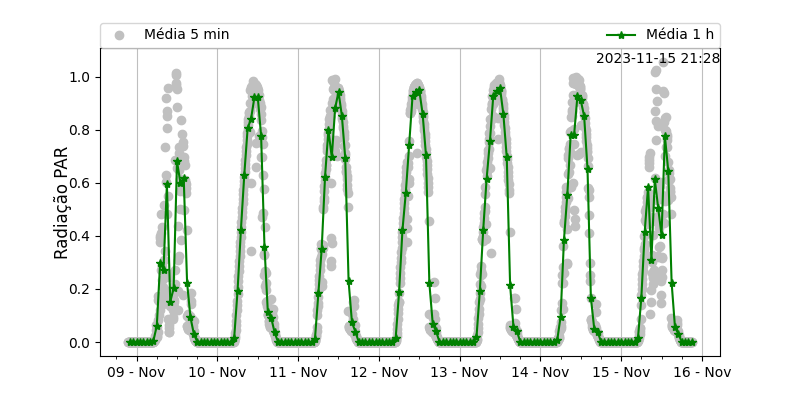 Média 5 min
Média 1 h
2023-11-15 21:28
Radiação PAR
1.0
0.8
0.6
0.4
0.2
0.0
09 - Nov
10 - Nov
11 - Nov
12 - Nov
13 - Nov
14 - Nov
15 - Nov
16 - Nov